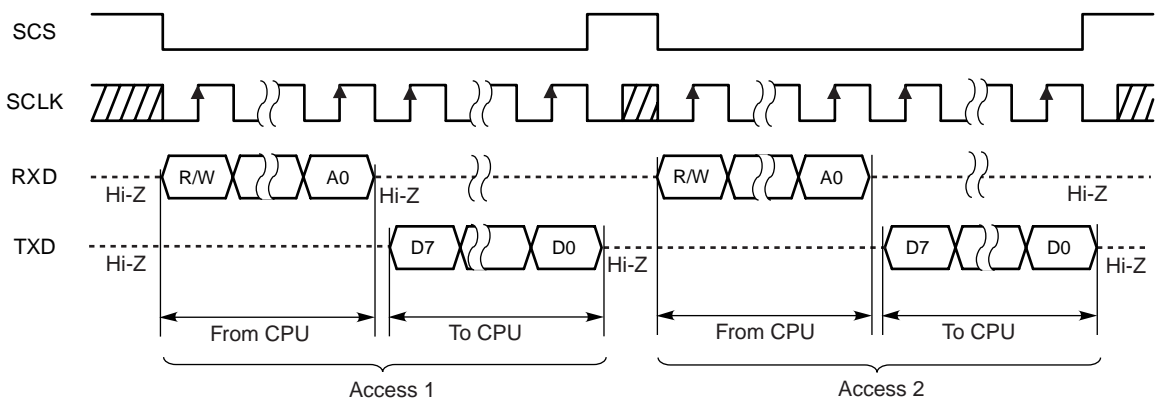 SCS
SCLK
RXD
Hi-Z
R/W
A0
Hi-Z
R/W
A0
Hi-Z
TXD
Hi-Z
D7
D0
Hi-Z
D7
D0
Hi-Z
From CPU
To CPU
From CPU
To CPU
Access 1
Access 2